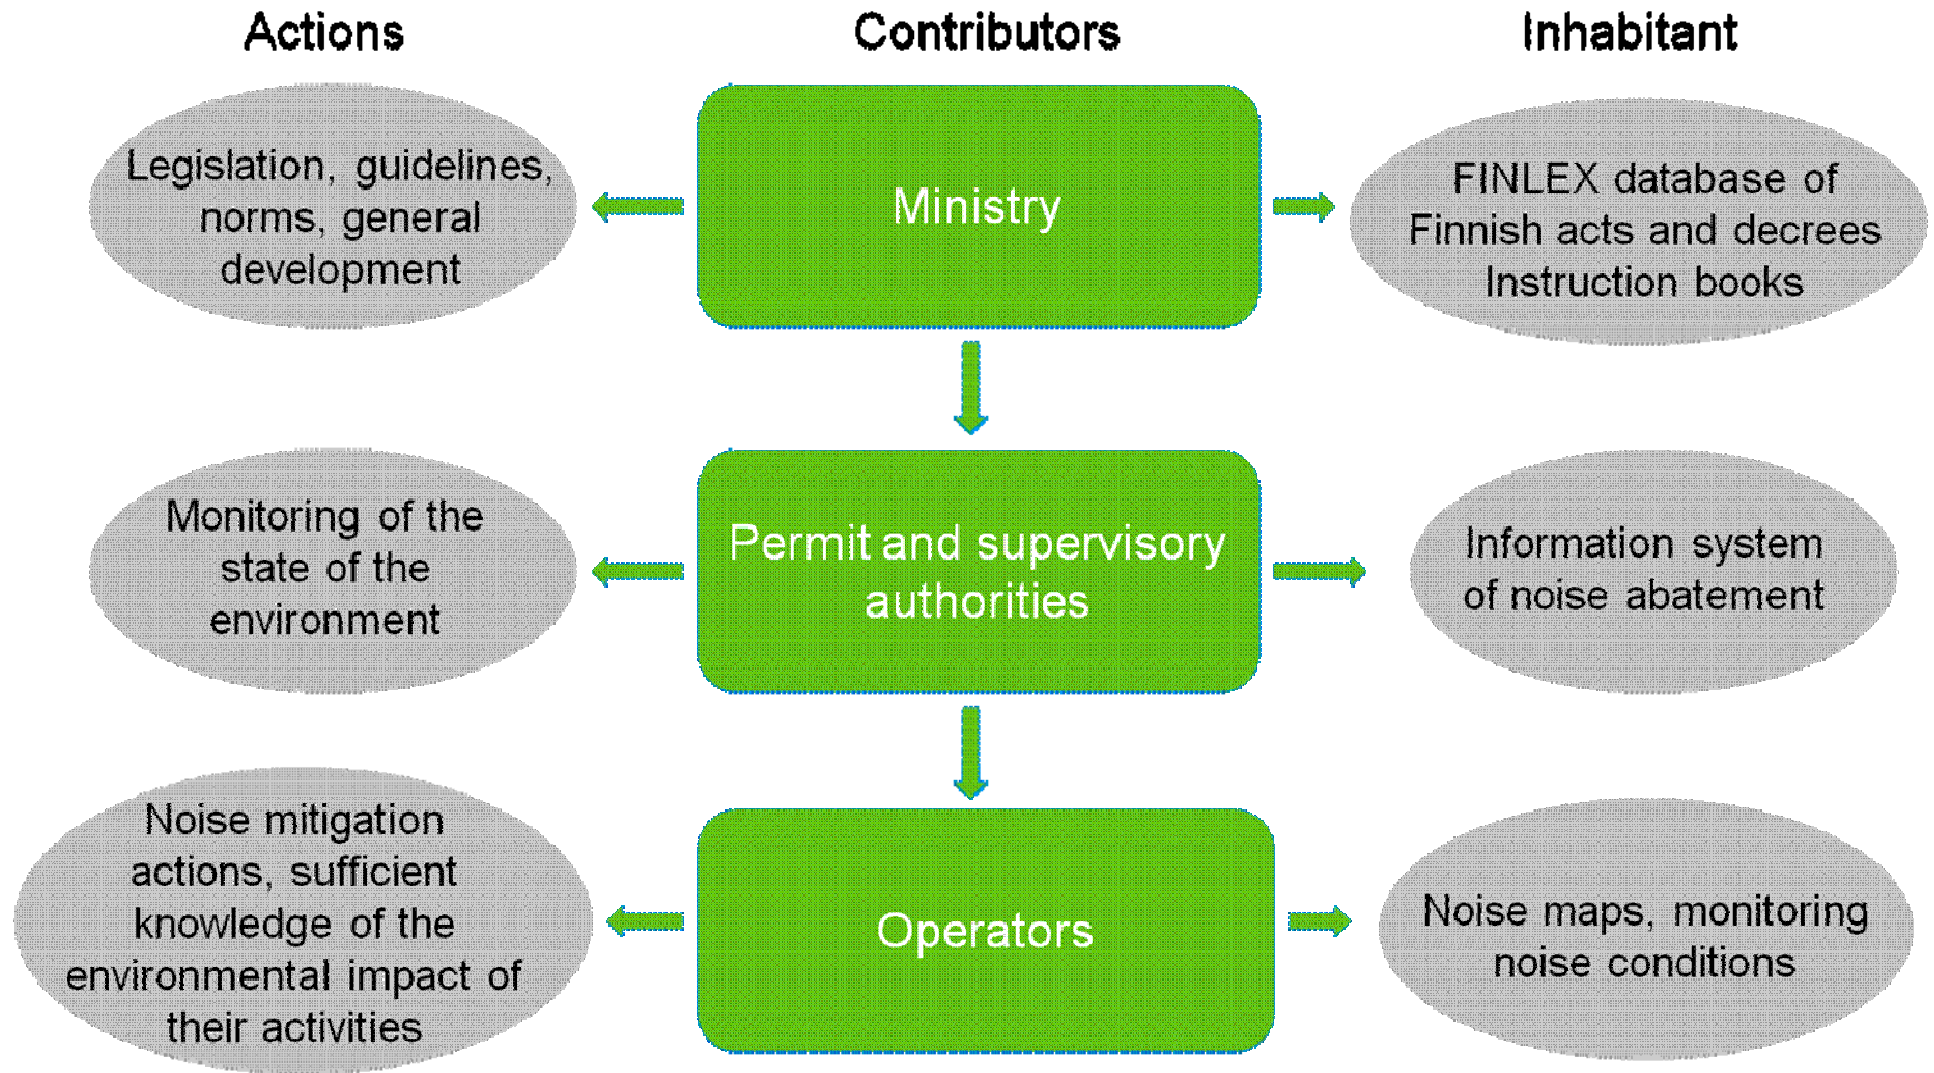 Actions
Contributors
Inhabitant
Legislation, guidelines,
norms, general
development
Ministry
FINLEX database of
Finnish acts and decrees
Instruction books
Monitoring of the
state of the
environment
Permit and supervisory
authorities
Information system
of noise abatement
Noise mitigation
actions, sufficient
knowledge of the
environmental impact of
their activities
Operators
Noise maps, monitoring
noise conditions